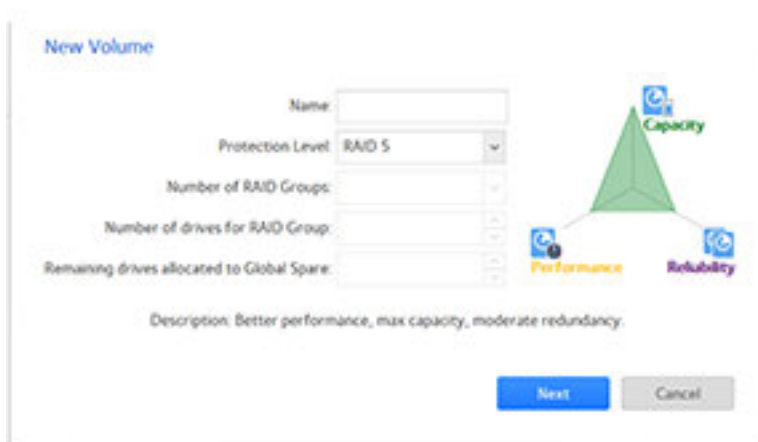 New Volume
Name:
Protection Level: RAID 5
Number of RAID Groups:
Number of drives for RAID Group:
Remaining drives allocated to Global Spare:
Capacity
Performance
Reliability
Description: Better performance, max capacity, moderate redundancy.
Next
Cancel